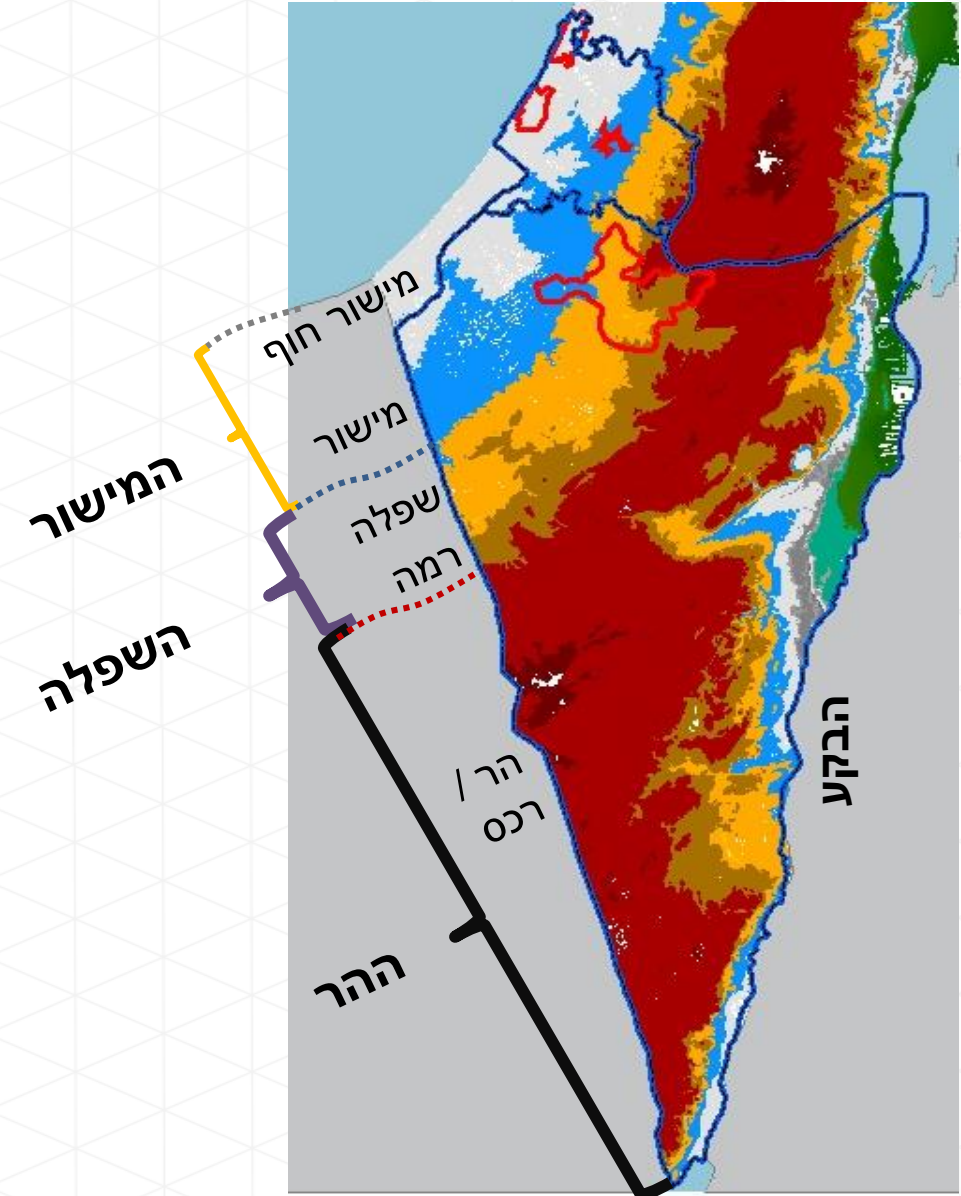 מישור חוף
מישור
המישור
שפלה
רמה
השפלה
הר /
רכס
הבקע
ההר